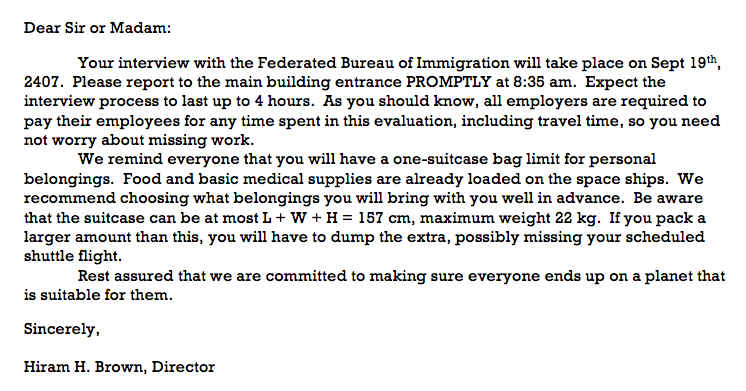 Dear Sir or Madam:
Your interview with the Federated Bureau of Immigration will take place on Sept 19th,
2407. Please report to the main building entrance PROMPTLY at 8:35 am. Expect the
interview process to last up to 4 hours. As you should know, all employers are required to
pay their employees for any time spent in this evaluation, including travel time, so you need
not worry about missing work.
We remind everyone that you will have a one-suitcase bag limit for personal
belongings. Food and basic medical supplies are already loaded on the space ships. We
recommend choosing what belongings you will bring with you well in advance. Be aware
that the suitcase can be at most L + W + H = 157 cm, maximum weight 22 kg. If you pack a
larger amount than this, you will have to dump the extra, possibly missing your scheduled
shuttle flight.
Rest assured that we are committed to making sure everyone ends up on a planet that
is suitable for them.
Sincerely,
Hiram H. Brown, Director